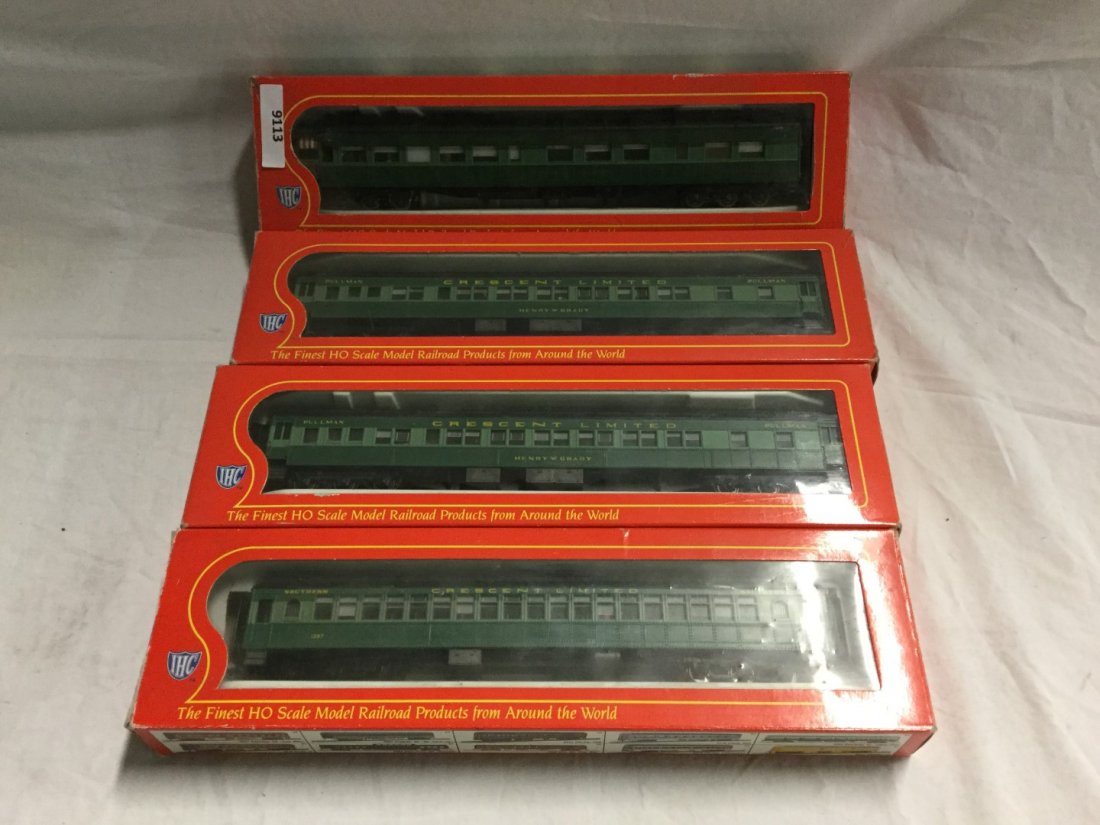 9113
IHC
PULLMAN CRESCENT LIMITED PULLMAN
HENRY W GRADY
IHC
The Finest HO Scale Model Railroad Products from Around the World
PULLMAN CRESCENT LIMITED PULLMAN
HENRY W GRADY
IHC
The Finest HO Scale Model Railroad Products from Around the World
SOUTHERN CRESCENT LIMITED
IHC
The Finest HO Scale Model Railroad Products from Around the World